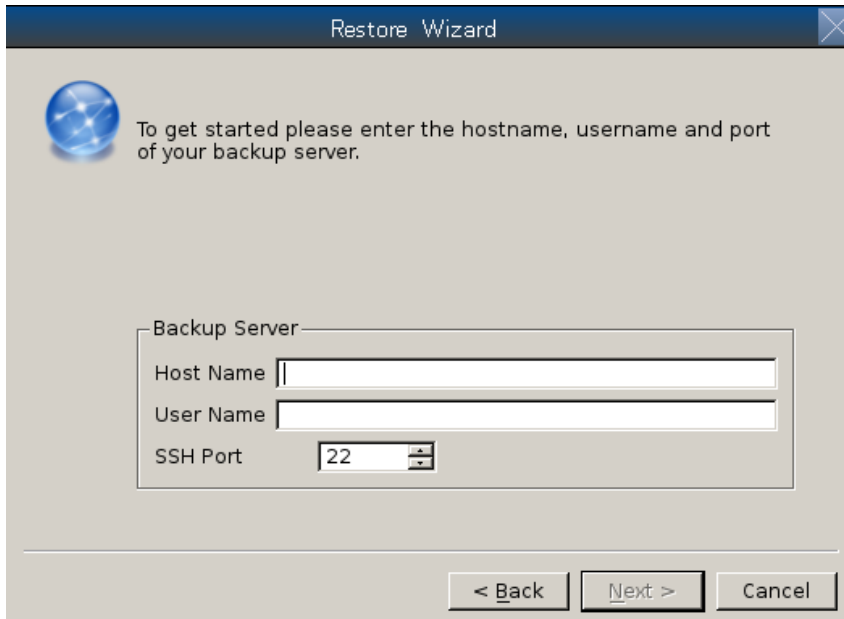 Restore Wizard
To get started please enter the hostname, username and port
of your backup server.
Backup Server
Host Name
User Name
SSH Port 22
< Back Next > Cancel